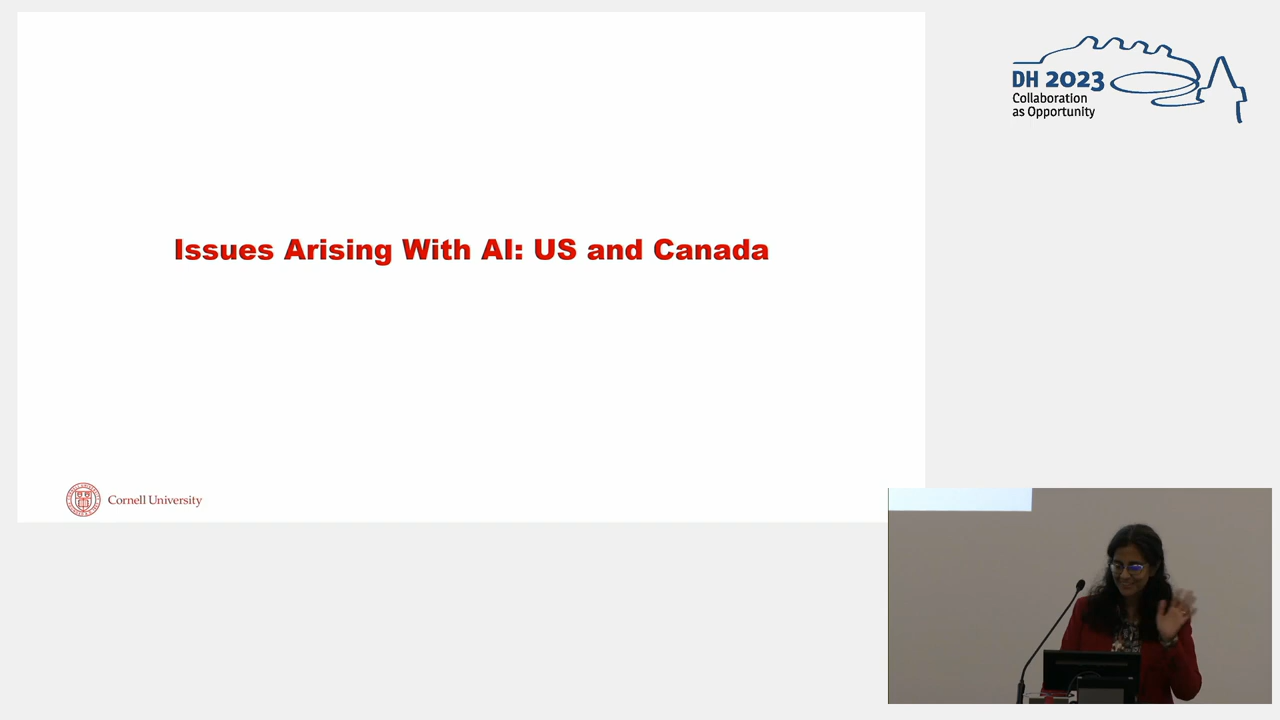 Issues Arising With AI: US and Canada
Cornell University
DH 2023
Collaboration
as Opportunity